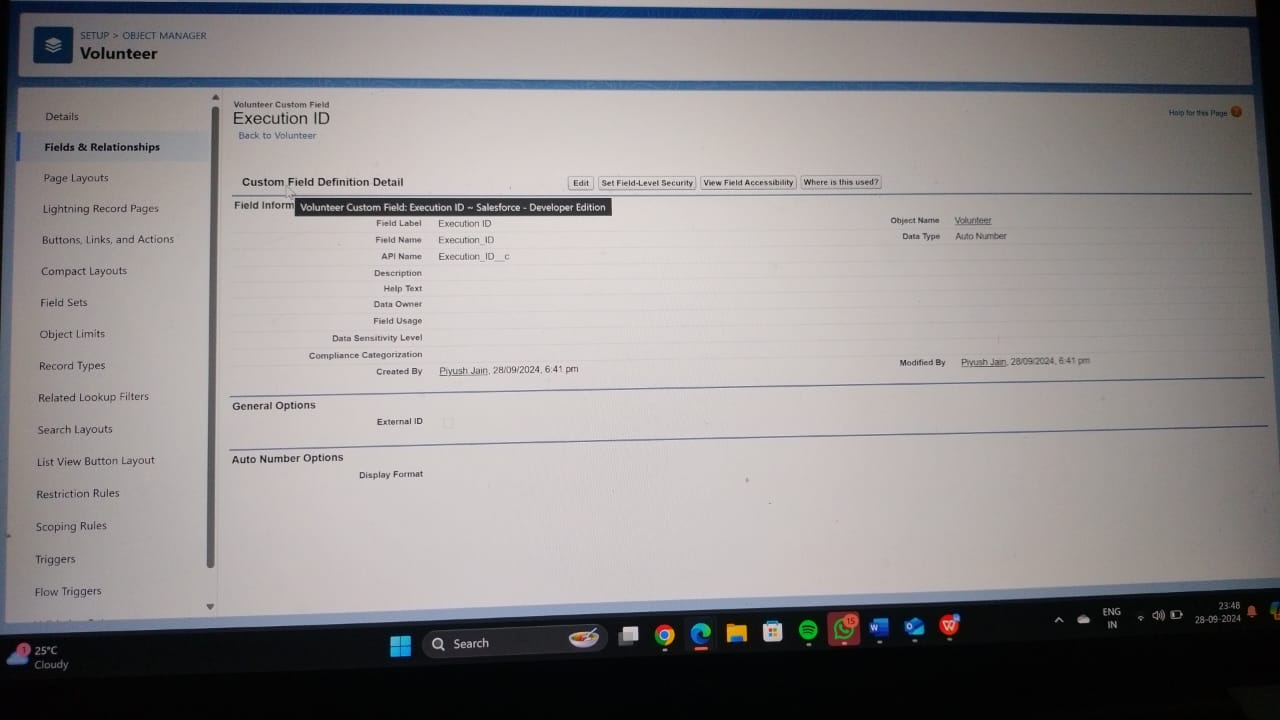 SETUP > OBJECT MANAGER
Volunteer
Details
Fields & Relationships
Page Layouts
Lightning Record Pages
Buttons, Links, and Actions
Compact Layouts
Field Sets
Object Limits
Record Types
Related Lookup Filters
Search Layouts
List View Button Layout
Restriction Rules
Scoping Rules
Triggers
Flow Triggers
Volunteer Custom Field
Execution ID
Back to Volunteer
Help for this Page
Custom Field Definition Detail
Edit Set Field-Level Security View Field Accessibility Where is this used?
Field Inform
Volunteer Custom Field: Execution ID ~ Salesforce - Developer Edition
Field Label Execution ID Object Name Volunteer
Field Name Execution_ID Data Type Auto Number
API Name Execution_ID__c
Description
Help Text
Data Owner
Field Usage
Data Sensitivity Level
Compliance Categorization
Created By Piyush Jain, 28/09/2024, 6:41 pm Modified By Piyush Jain, 28/09/2024, 6:41 pm
General Options
External ID
Auto Number Options
Display Format
1
25°C
Cloudy
Search
15
ENG
IN
23:48
28-09-2024